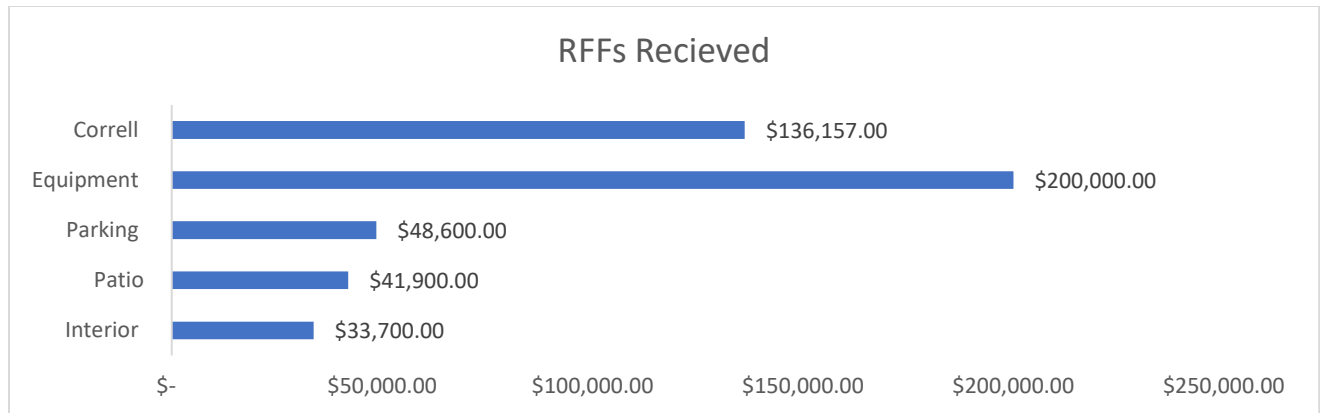 RFFs Recieved
Correll $136,157.00
Equipment $200,000.00
Parking $48,600.00
Patio $41,900.00
Interior $33,700.00
$- $50,000.00 $100,000.00 $150,000.00 $200,000.00 $250,000.00